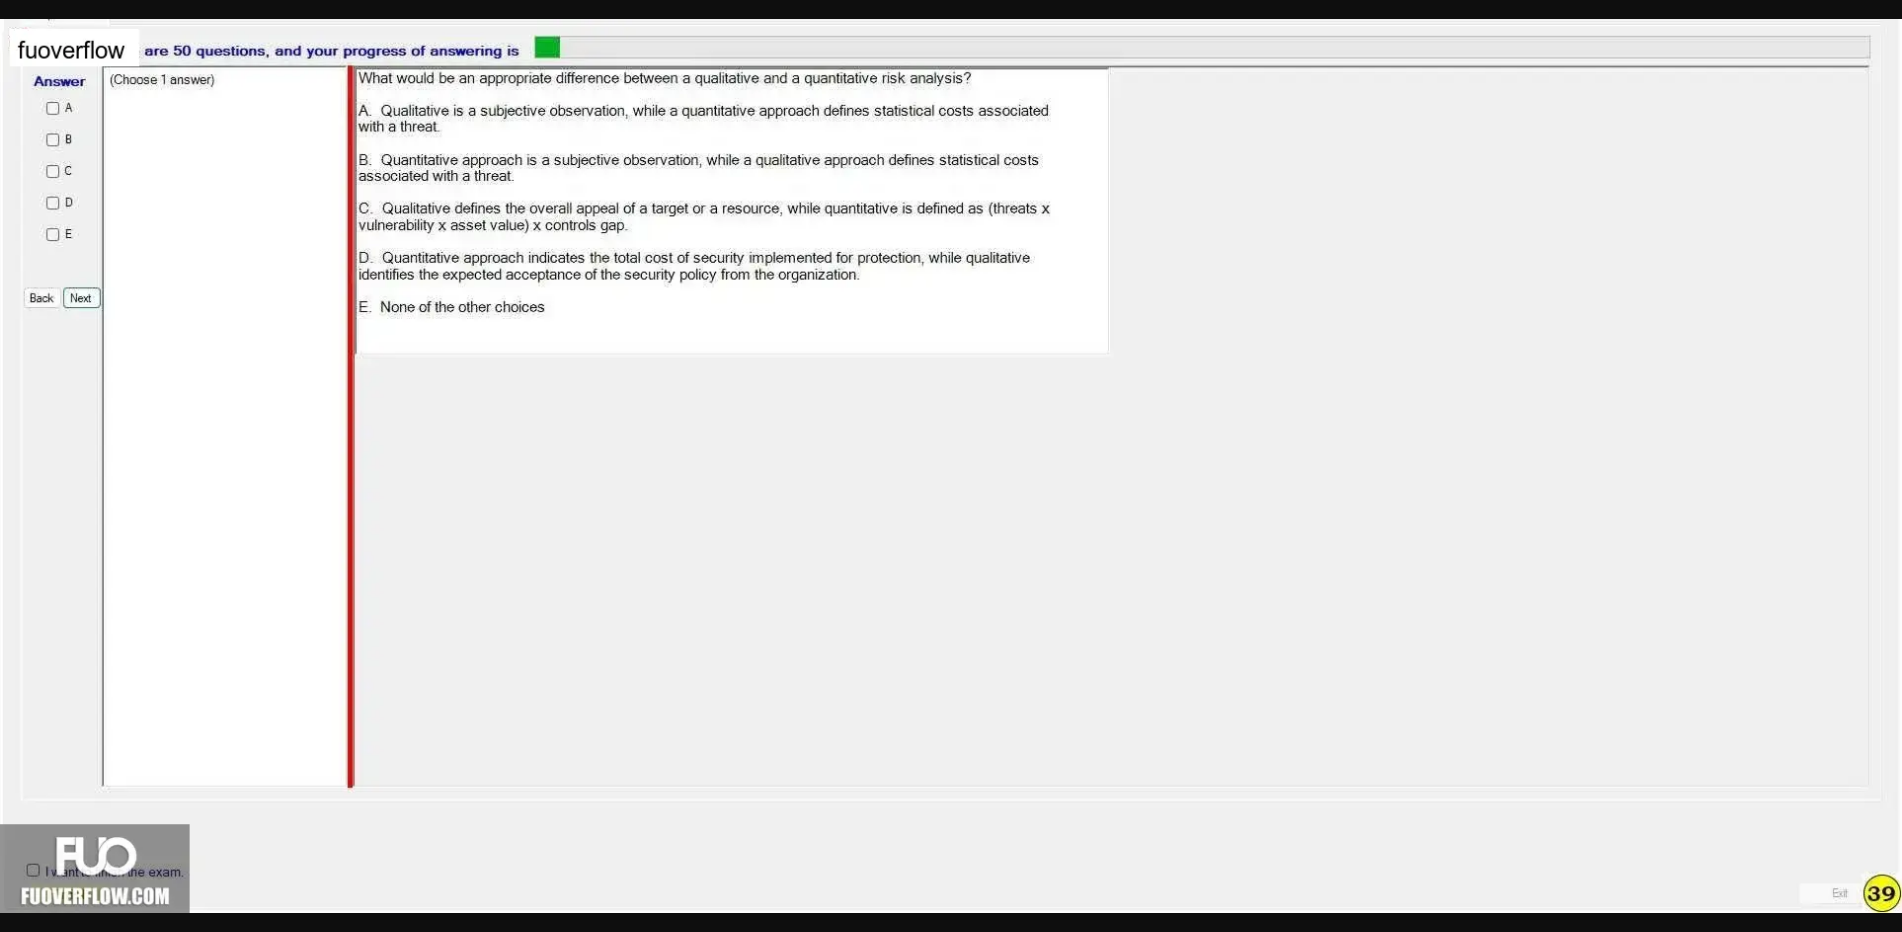 fuoverflow are 50 questions, and your progress of answering is
Answer
(Choose 1 answer)
A
B
C
D
E
Back Next
What would be an appropriate difference between a qualitative and a quantitative risk analysis?
A. Qualitative is a subjective observation, while a quantitative approach defines statistical costs associated
with a threat.
B. Quantitative approach is a subjective observation, while a qualitative approach defines statistical costs
associated with a threat.
C. Qualitative defines the overall appeal of a target or a resource, while quantitative is defined as (threats x
vulnerability x asset value) x controls gap.
D. Quantitative approach indicates the total cost of security implemented for protection, while qualitative
identifies the expected acceptance of the security policy from the organization.
E. None of the other choices
FUO
I want the exam.
FUOVERFLOW.COM
Exit
39